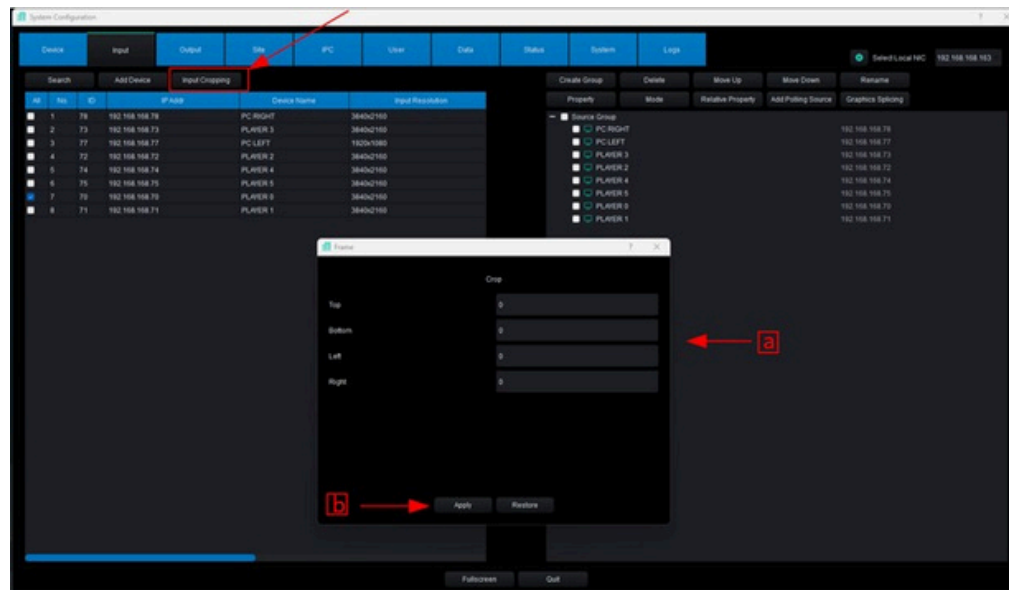 System Configuration ? X
Device Input Output Site IPC User Data Status System Logs
Select Local NIC 192.168.168.163
Search Add Device Input Cropping Create Group Delete Move Up Move Down Rename
All No. ID IP Addr Device Name Input Resolution Property Mode Relative Property Add Polling Source Graphics Splicing
Source Group
1 78 192.168.168.78 PC RIGHT 3840x2160
2 73 192.168.168.73 PLAYER 3 3840x2160
3 77 192.168.168.77 PC LEFT 1920x1080
4 72 192.168.168.72 PLAYER 2 3840x2160
5 74 192.168.168.74 PLAYER 4 3840x2160
6 75 192.168.168.75 PLAYER 5 3840x2160
7 70 192.168.168.70 PLAYER 0 3840x2160
8 71 192.168.168.71 PLAYER 1 3840x2160
PC RIGHT 192.168.168.78
PC LEFT 192.168.168.77
PLAYER 3 192.168.168.73
PLAYER 2 192.168.168.72
PLAYER 4 192.168.168.74
PLAYER 5 192.168.168.75
PLAYER 0 192.168.168.70
PLAYER 1 192.168.168.71
Frame ? X
Crop
Top 0
Bottom 0
a
Left 0
Right 0
b
Apply Restore
Fullscreen Quit